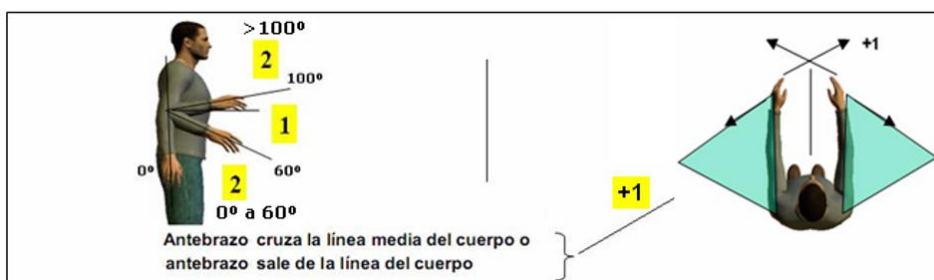 >100º
2
100º
1
0º
60º
2
0º a 60º
Antebrazo cruza la línea media del cuerpo o
antebrazo sale de la línea del cuerpo
+1
+1